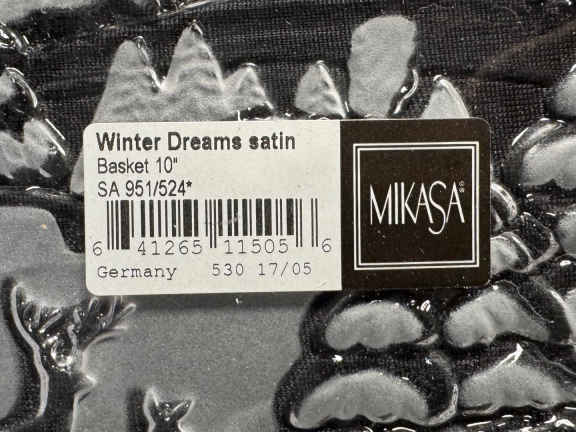 Winter Dreams satin
Basket 10"
SA 951/524*
6 41265 11505 6
Germany 530 17/05
MIKASA®